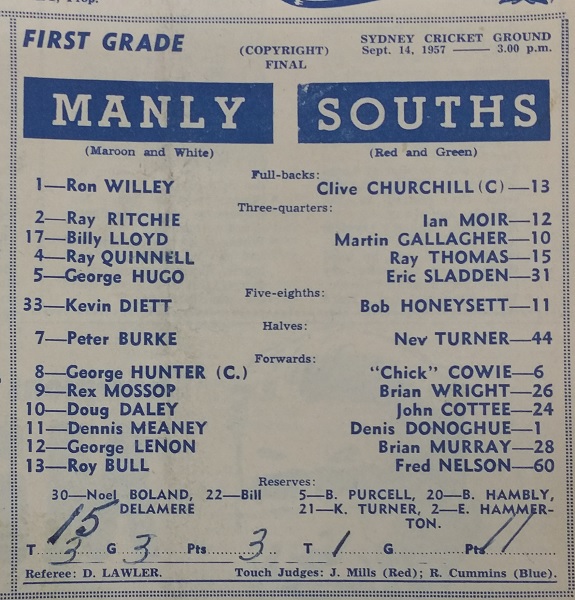 FIRST GRADE
(COPYRIGHT)
FINAL
SYDNEY CRICKET GROUND
Sept. 14, 1957 —— 3.00 p.m.
MANLY SOUTHS
(Maroon and White) (Red and Green)
Full-backs:
1—Ron WILLEY Clive CHURCHILL (C)—13
Three-quarters:
2—Ray RITCHIE Ian MOIR—12
17—Billy LLOYD Martin GALLAGHER—10
4—Ray QUINNELL Ray THOMAS—15
5—George HUGO Eric SLADDEN—31
Five-eighths:
33—Kevin DIETT Bob HONEYSETT—11
Halves:
7—Peter BURKE Nev TURNER—44
Forwards:
8—George HUNTER (C.) "Chick" COWIE—6
9—Rex MOSSOP Brian WRIGHT—26
10—Doug DALEY John COTTEE—24
11—Dennis MEANEY Denis DONOGHUE—1
12—George LENON Brian MURRAY—28
13—Roy BULL Fred NELSON—60
Reserves:
30—Noel BOLAND, 22—Bill DELAMERE
5—B. PURCELL, 20—B. HAMBLY,
21—K. TURNER, 2—E. HAMMER-
TON.
15
T 3 G 3 Pts 3 T 1 G Pts 11
Referee: D. LAWLER. Touch Judges: J. Mills (Red); R. Cummins (Blue).